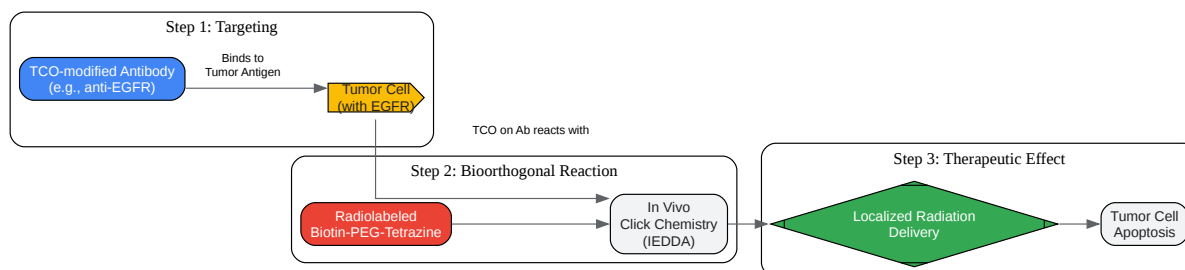 Step 1: Targeting
TCO-modified Antibody
(e.g., anti-EGFR)
Binds to
Tumor Antigen
Tumor Cell
(with EGFR)
TCO on Ab reacts with
Step 2: Bioorthogonal Reaction
Radiolabeled
Biotin-PEG-Tetrazine
In Vivo
Click Chemistry
(IEDDA)
Step 3: Therapeutic Effect
Localized Radiation
Delivery
Tumor Cell
Apoptosis